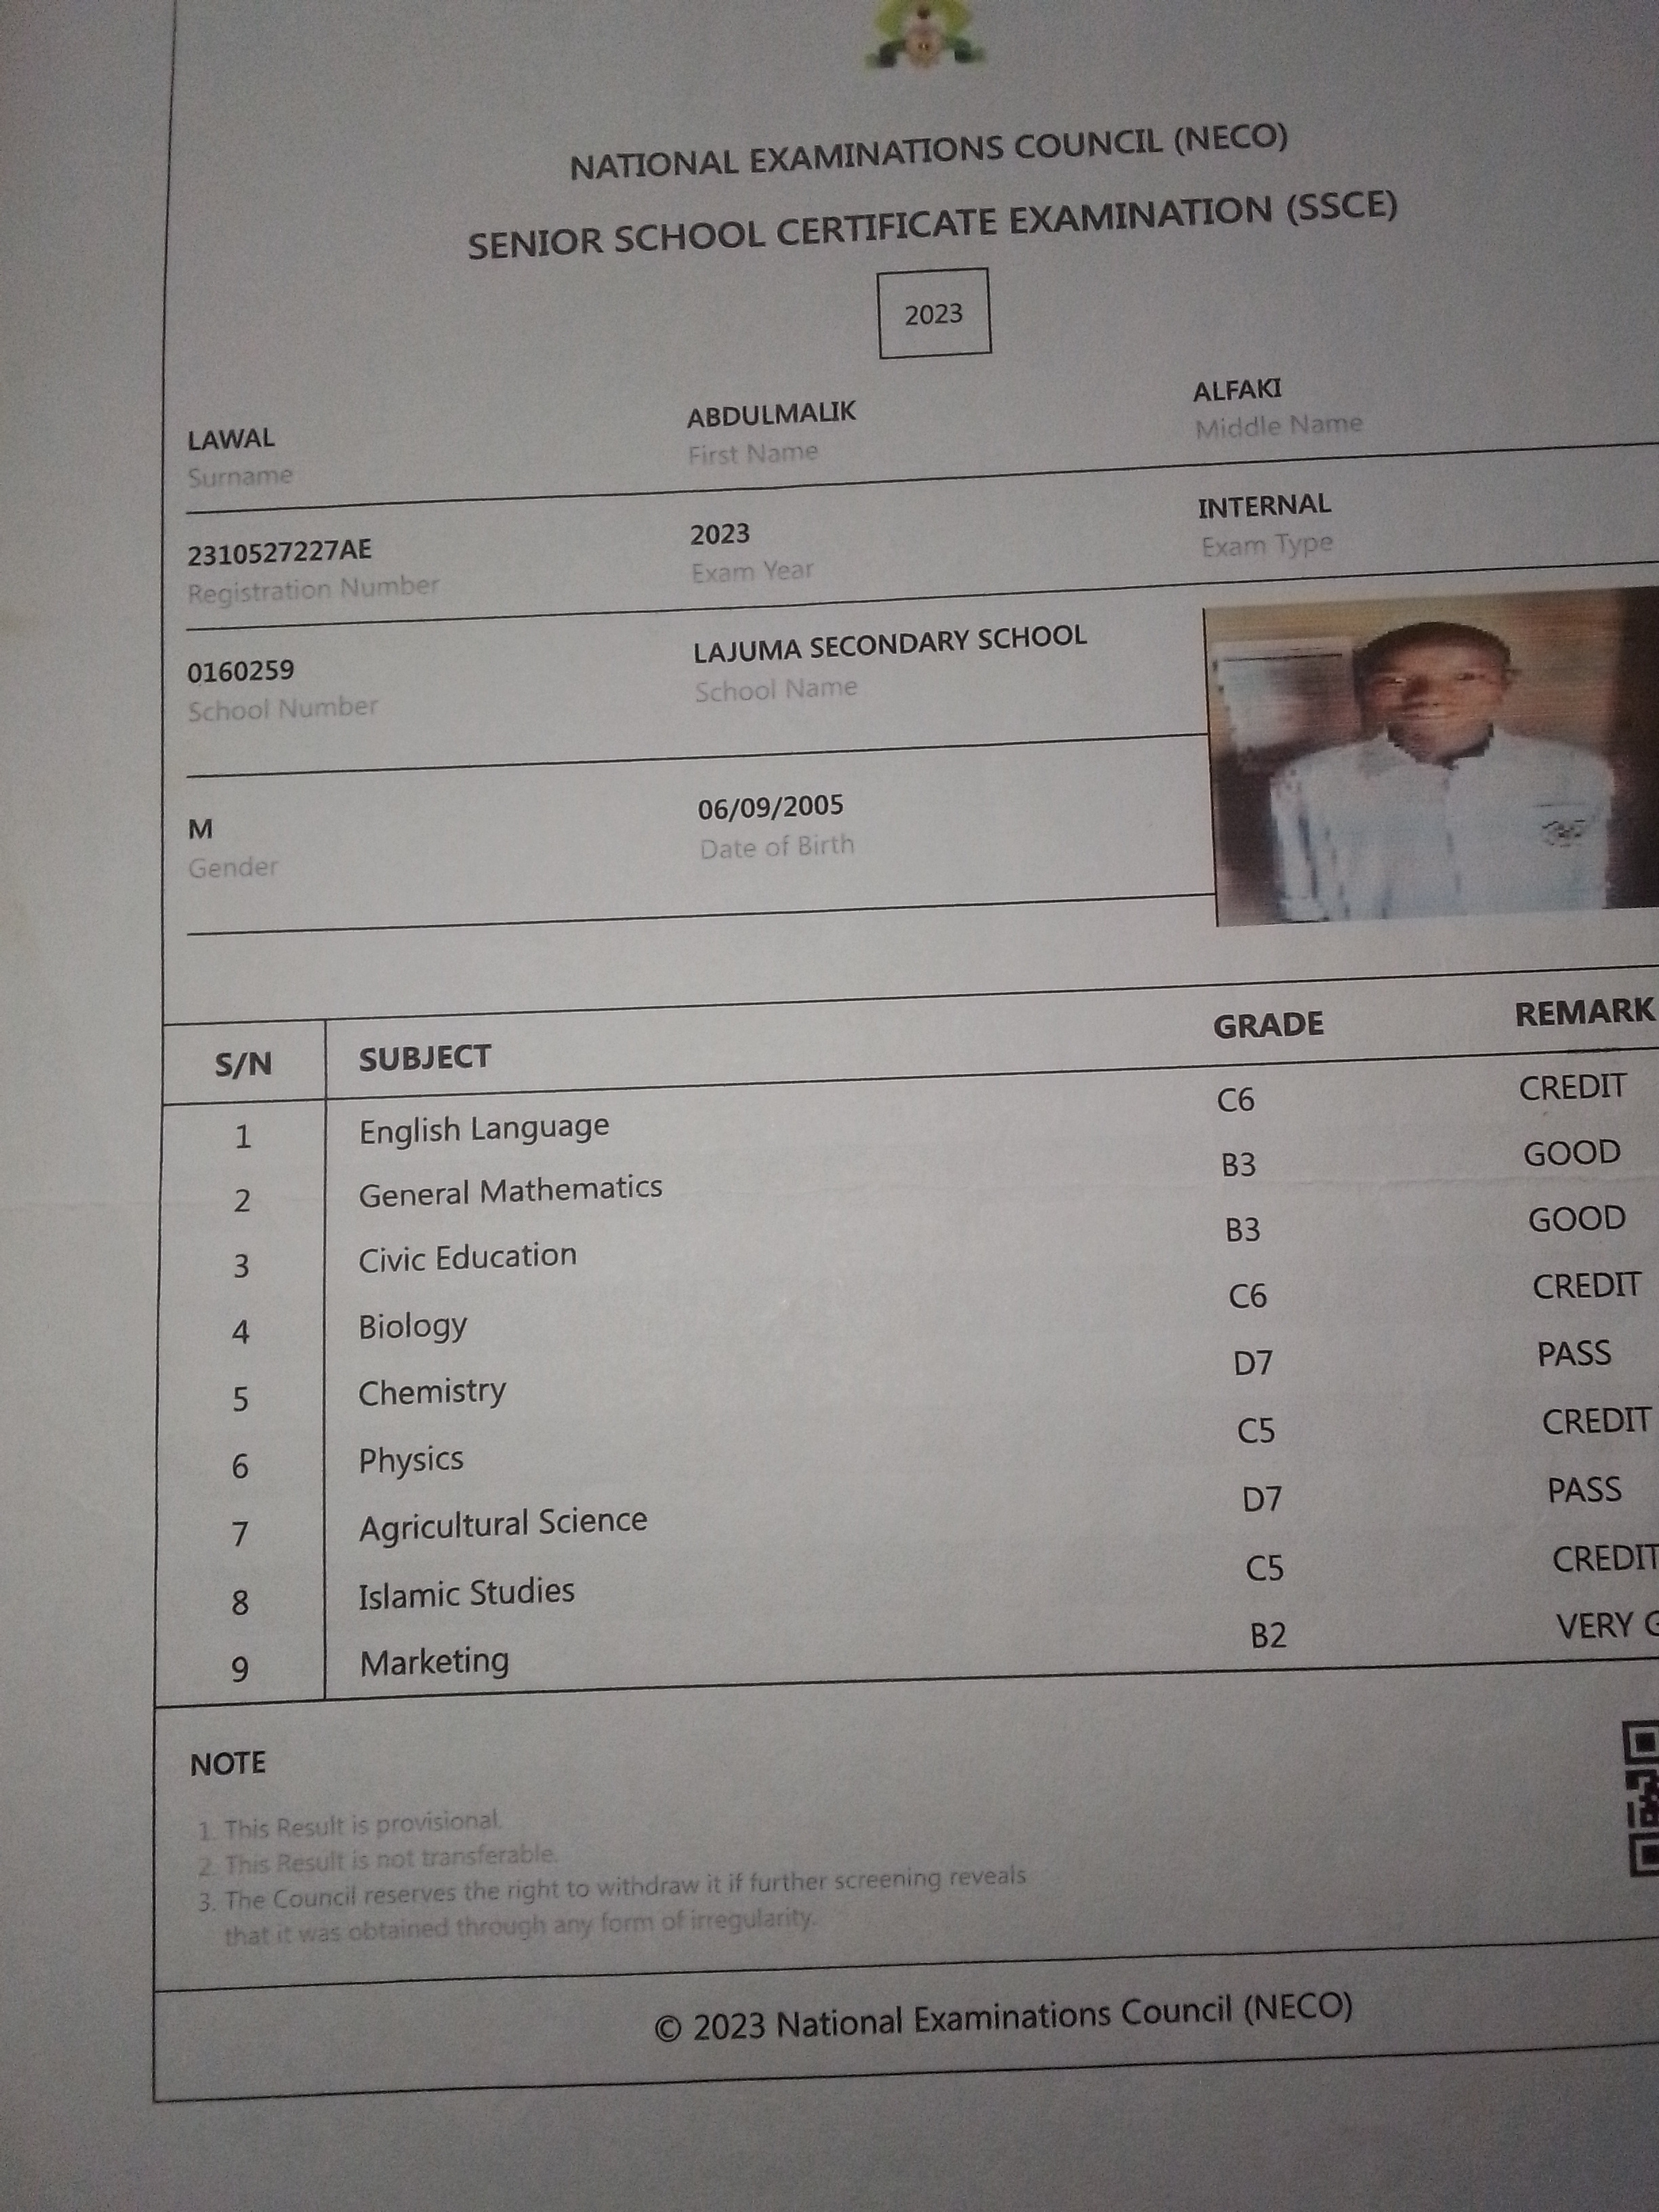 NATIONAL EXAMINATIONS COUNCIL (NECO)
SENIOR SCHOOL CERTIFICATE EXAMINATION (SSCE)
2023
LAWAL ABDULMALIK ALFAKI
Surname First Name Middle Name
2310527227AE 2023 INTERNAL
Registration Number Exam Year Exam Type
0160259 LAJUMA SECONDARY SCHOOL
School Number School Name
M 06/09/2005
Gender Date of Birth
S/N SUBJECT GRADE REMARK
1 English Language C6 CREDIT
2 General Mathematics B3 GOOD
3 Civic Education B3 GOOD
4 Biology C6 CREDIT
5 Chemistry D7 PASS
6 Physics C5 CREDIT
7 Agricultural Science D7 PASS
8 Islamic Studies C5 CREDIT
9 Marketing B2 VERY G
NOTE
1. This Result is provisional.
2. This Result is not transferable.
3. The Council reserves the right to withdraw it if further screening reveals
that it was obtained through any form of irregularity.
© 2023 National Examinations Council (NECO)